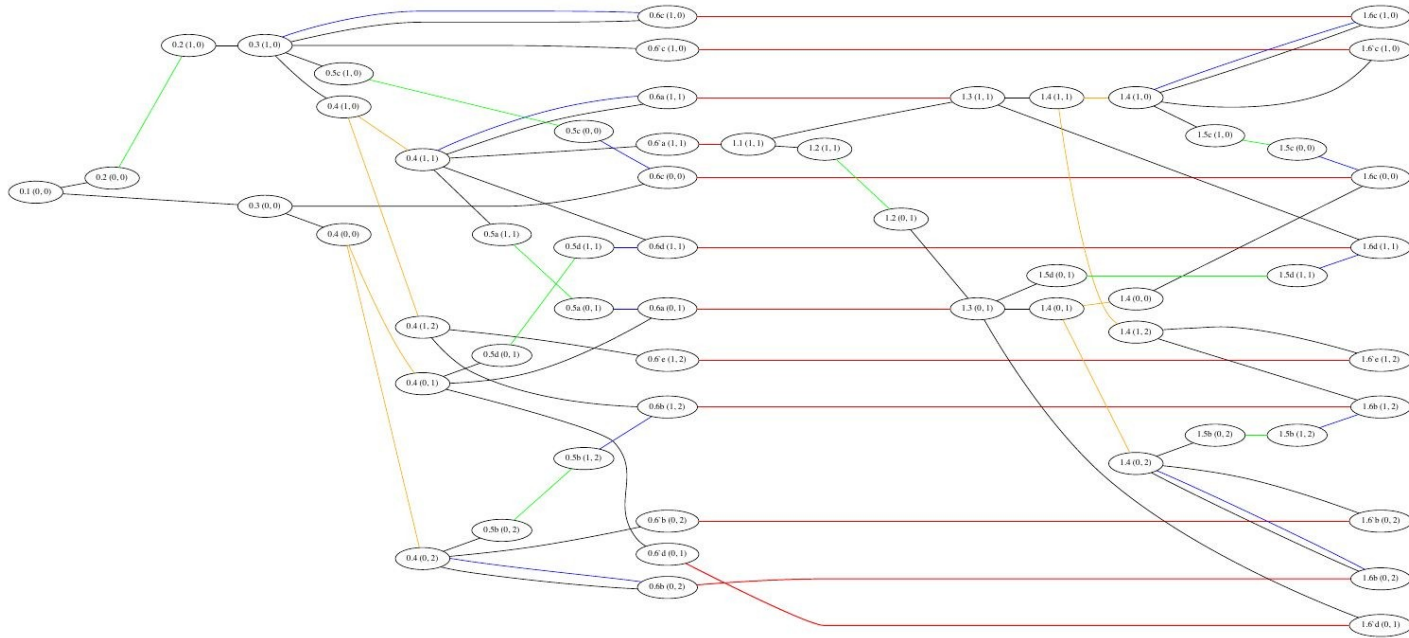 0.6c (1, 0)
1.6c (1, 0)
0.2 (1, 0)
0.3 (1, 0)
0.6`c (1, 0)
1.6`c (1, 0)
0.5c (1, 0)
0.4 (1, 0)
0.6a (1, 1)
1.3 (1, 1)
1.4 (1, 1)
1.4 (1, 0)
0.5c (0, 0)
1.5c (1, 0)
0.4 (1, 1)
0.6`a (1, 1)
1.1 (1, 1)
1.2 (1, 1)
1.5c (0, 0)
0.1 (0, 0)
0.2 (0, 0)
0.6c (0, 0)
1.6c (0, 0)
0.3 (0, 0)
1.2 (0, 1)
0.4 (0, 0)
0.5a (1, 1)
0.5d (1, 1)
0.6d (1, 1)
1.6d (1, 1)
1.5d (0, 1)
1.5d (1, 1)
0.5a (0, 1)
0.6a (0, 1)
1.3 (0, 1)
1.4 (0, 1)
1.4 (0, 0)
0.4 (1, 2)
1.4 (1, 2)
0.5d (0, 1)
0.6`e (1, 2)
1.6`e (1, 2)
0.4 (0, 1)
0.6b (1, 2)
1.6b (1, 2)
1.5b (0, 2)
1.5b (1, 2)
0.5b (1, 2)
1.4 (0, 2)
0.5b (0, 2)
0.6`b (0, 2)
1.6`b (0, 2)
0.4 (0, 2)
0.6`d (0, 1)
0.6b (0, 2)
1.6b (0, 2)
1.6`d (0, 1)